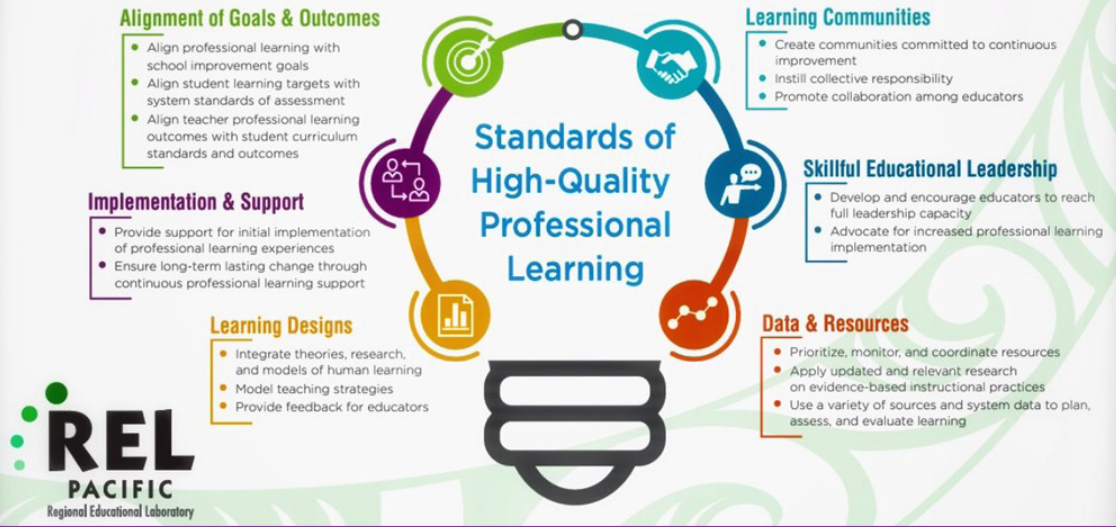 Alignment of Goals & Outcomes
Align professional learning with
school improvement goals
Align student learning targets with
system standards of assessment
Align teacher professional learning
outcomes with student curriculum
standards and outcomes
Implementation & Support
Provide support for initial implementation
of professional learning experiences
Ensure long-term lasting change through
continuous professional learning support
Learning Designs
Integrate theories, research,
and models of human learning
Model teaching strategies
Provide feedback for educators
Standards of
High-Quality
Professional
Learning
Learning Communities
Create communities committed to continuous
improvement
Instill collective responsibility
Promote collaboration among educators
Skillful Educational Leadership
Develop and encourage educators to reach
full leadership capacity
Advocate for increased professional learning
implementation
Data & Resources
Prioritize, monitor, and coordinate resources
Apply updated and relevant research
on evidence-based instructional practices
Use a variety of sources and system data to plan,
assess, and evaluate learning
REL
PACIFIC
Regional Educational Laboratory